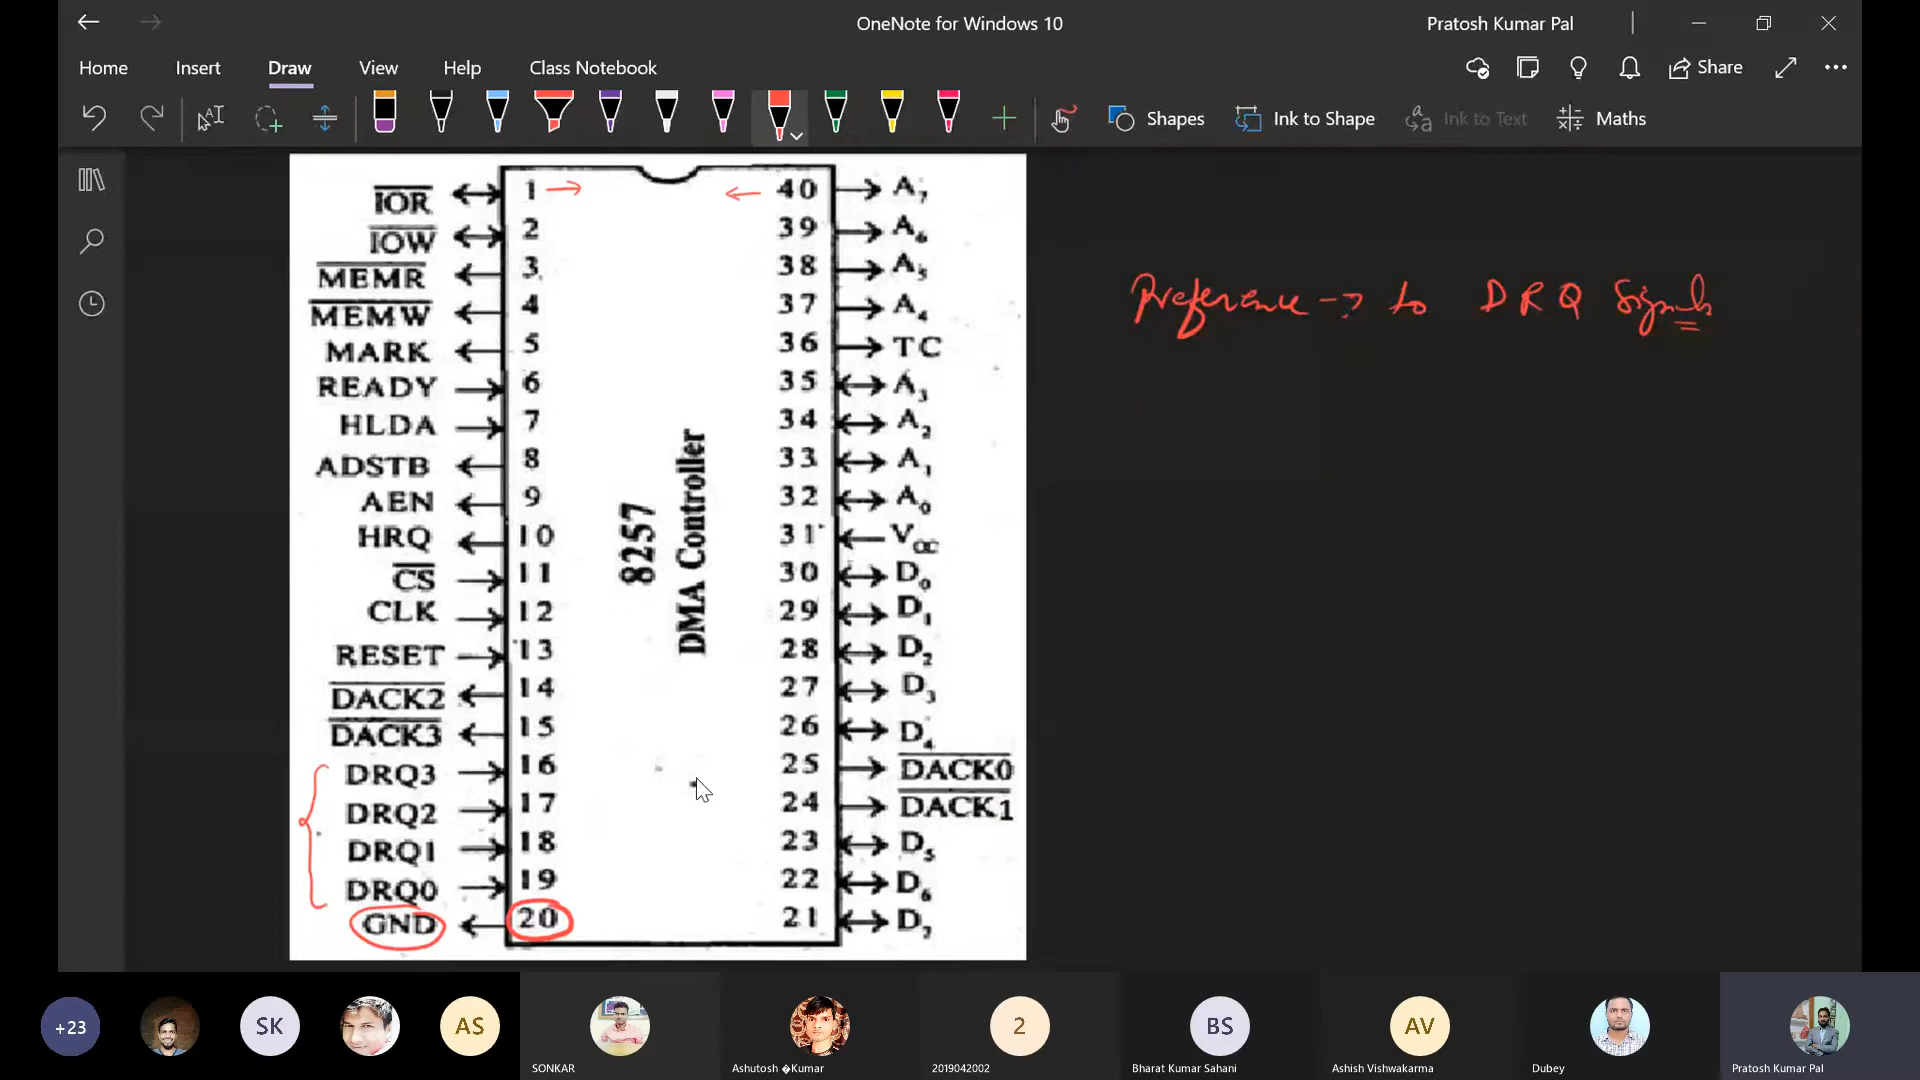 OneNote for Windows 10
Pratosh Kumar Pal
Home Insert Draw View Help Class Notebook
Share
Shapes Ink to Shape Ink to Text Maths
IOR 1 → ← 40 A7
IOW 2 39 A6
MEMR 3 38 A5
MEMW 4 37 A4
MARK 5 36 TC
READY 6 35 A3
HLDA 7 34 A2
ADSTB 8 33 A1
AEN 9 32 A0
HRQ 10 31 VCC
CS 11 30 D0
CLK 12 29 D1
RESET 13 28 D2
DACK2 14 27 D3
DACK3 15 26 D4
DRQ3 16 25 DACK0
DRQ2 17 24 DACK1
DRQ1 18 23 D5
DRQ0 19 22 D6
GND 20 21 D7
8257
DMA Controller
Preference → to DRQ Signals
+23 SK AS 2 BS AV
SONKAR Ashutosh �Kumar 2019042002 Bharat Kumar Sahani Ashish Vishwakarma Dubey Pratosh Kumar Pal